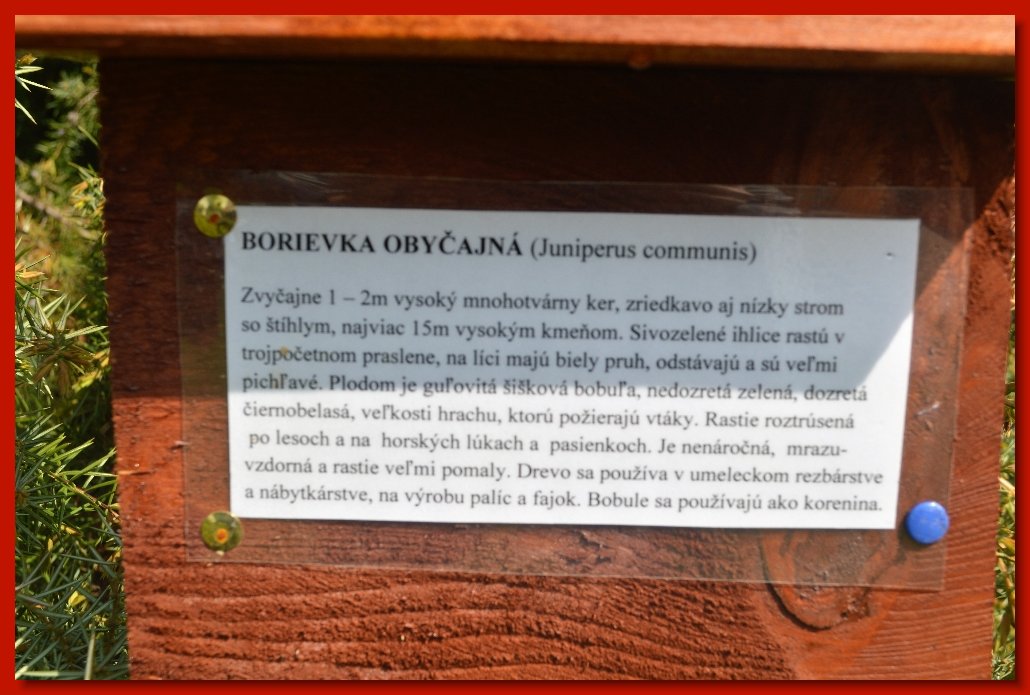 BORIEVKA OBYČAJNÁ (Juniperus communis)
Zvyčajne 1 – 2m vysoký mnohotvárny ker, zriedkavo aj nízky strom
so štíhlym, najviac 15m vysokým kmeňom. Sivozelené ihlice rastú v
trojpočetnom praslene, na líci majú biely pruh, odstávajú a sú veľmi
pichľavé. Plodom je guľovitá šišková bobuľa, nedozretá zelená, dozretá
čiernobelasá, veľkosti hrachu, ktorú požierajú vtáky. Rastie roztrúsená
po lesoch a na horských lúkach a pasienkoch. Je nenáročná, mrazu-
vzdorná a rastie veľmi pomaly. Drevo sa používa v umeleckom rezbárstve
a nábytkárstve, na výrobu palíc a fajok. Bobule sa používajú ako korenina.